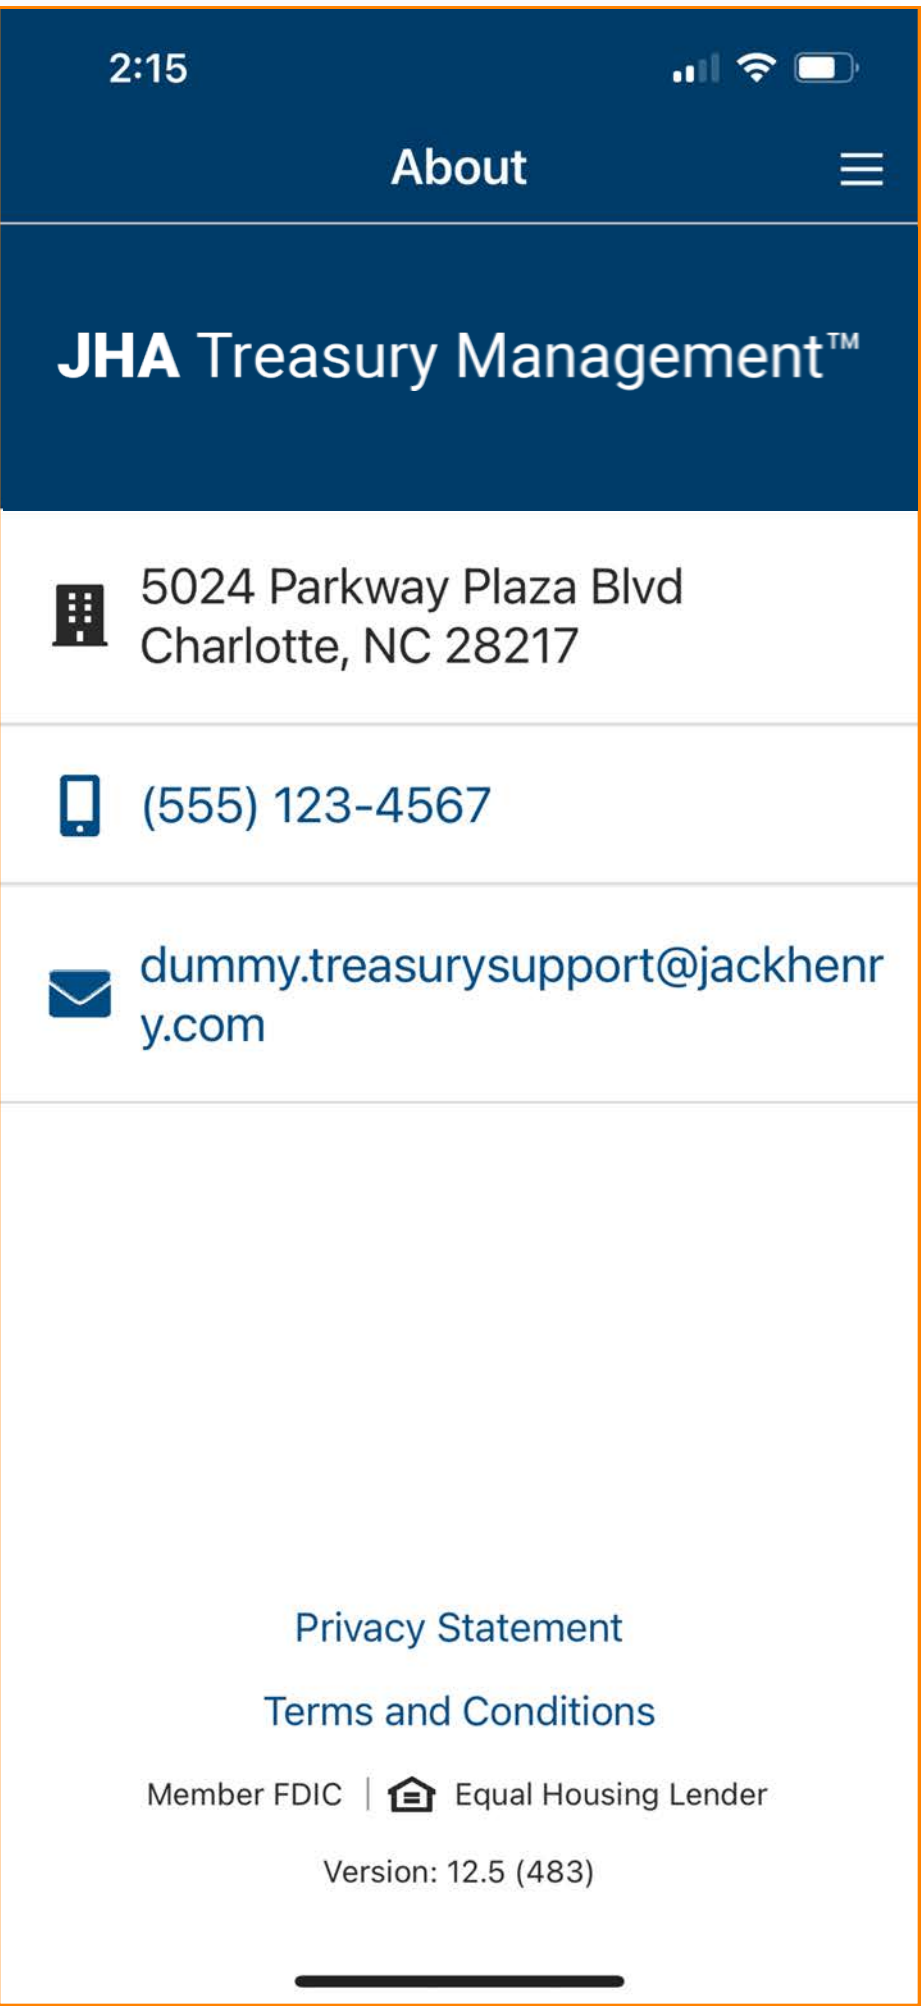 2:15
About
JHA Treasury Management™
5024 Parkway Plaza Blvd
Charlotte, NC 28217
(555) 123-4567
dummy.treasurysupport@jackhenr
y.com
Privacy Statement
Terms and Conditions
Member FDIC | Equal Housing Lender
Version: 12.5 (483)